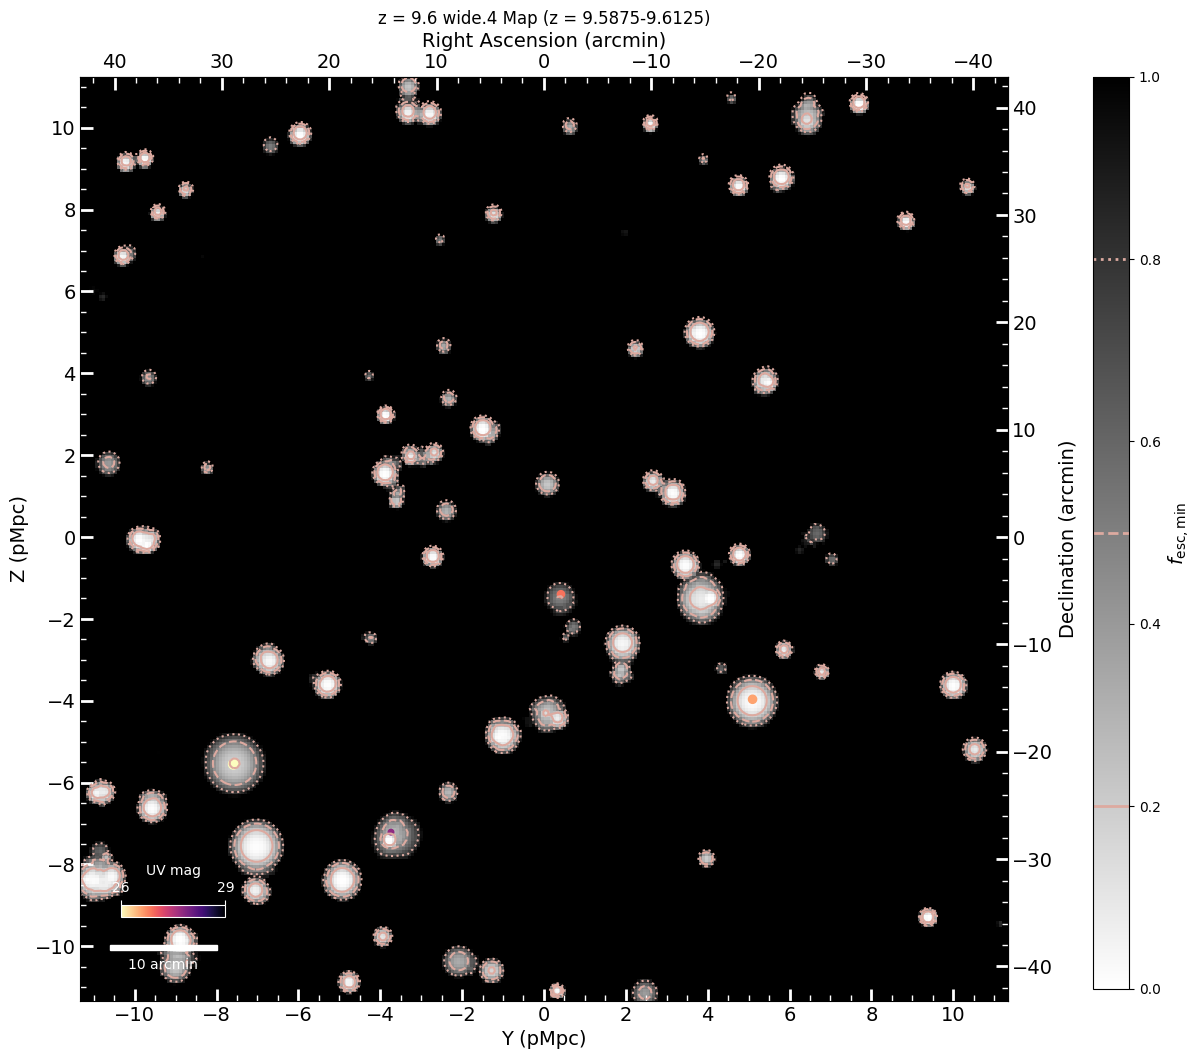 z = 9.6 wide.4 Map (z = 9.5875-9.6125)
Right Ascension (arcmin)
40 30 20 10 0 −10 −20 −30 −40
10
8
6
4
2
0
−2
−4
−6
−8
−10
Z (pMpc)
40
30
20
10
0
−10
−20
−30
−40
Declination (arcmin)
1.0
0.8
0.6
0.4
0.2
0.0
fesc, min
UV mag
26 29
10 arcmin
−10 −8 −6 −4 −2 0 2 4 6 8 10
Y (pMpc)